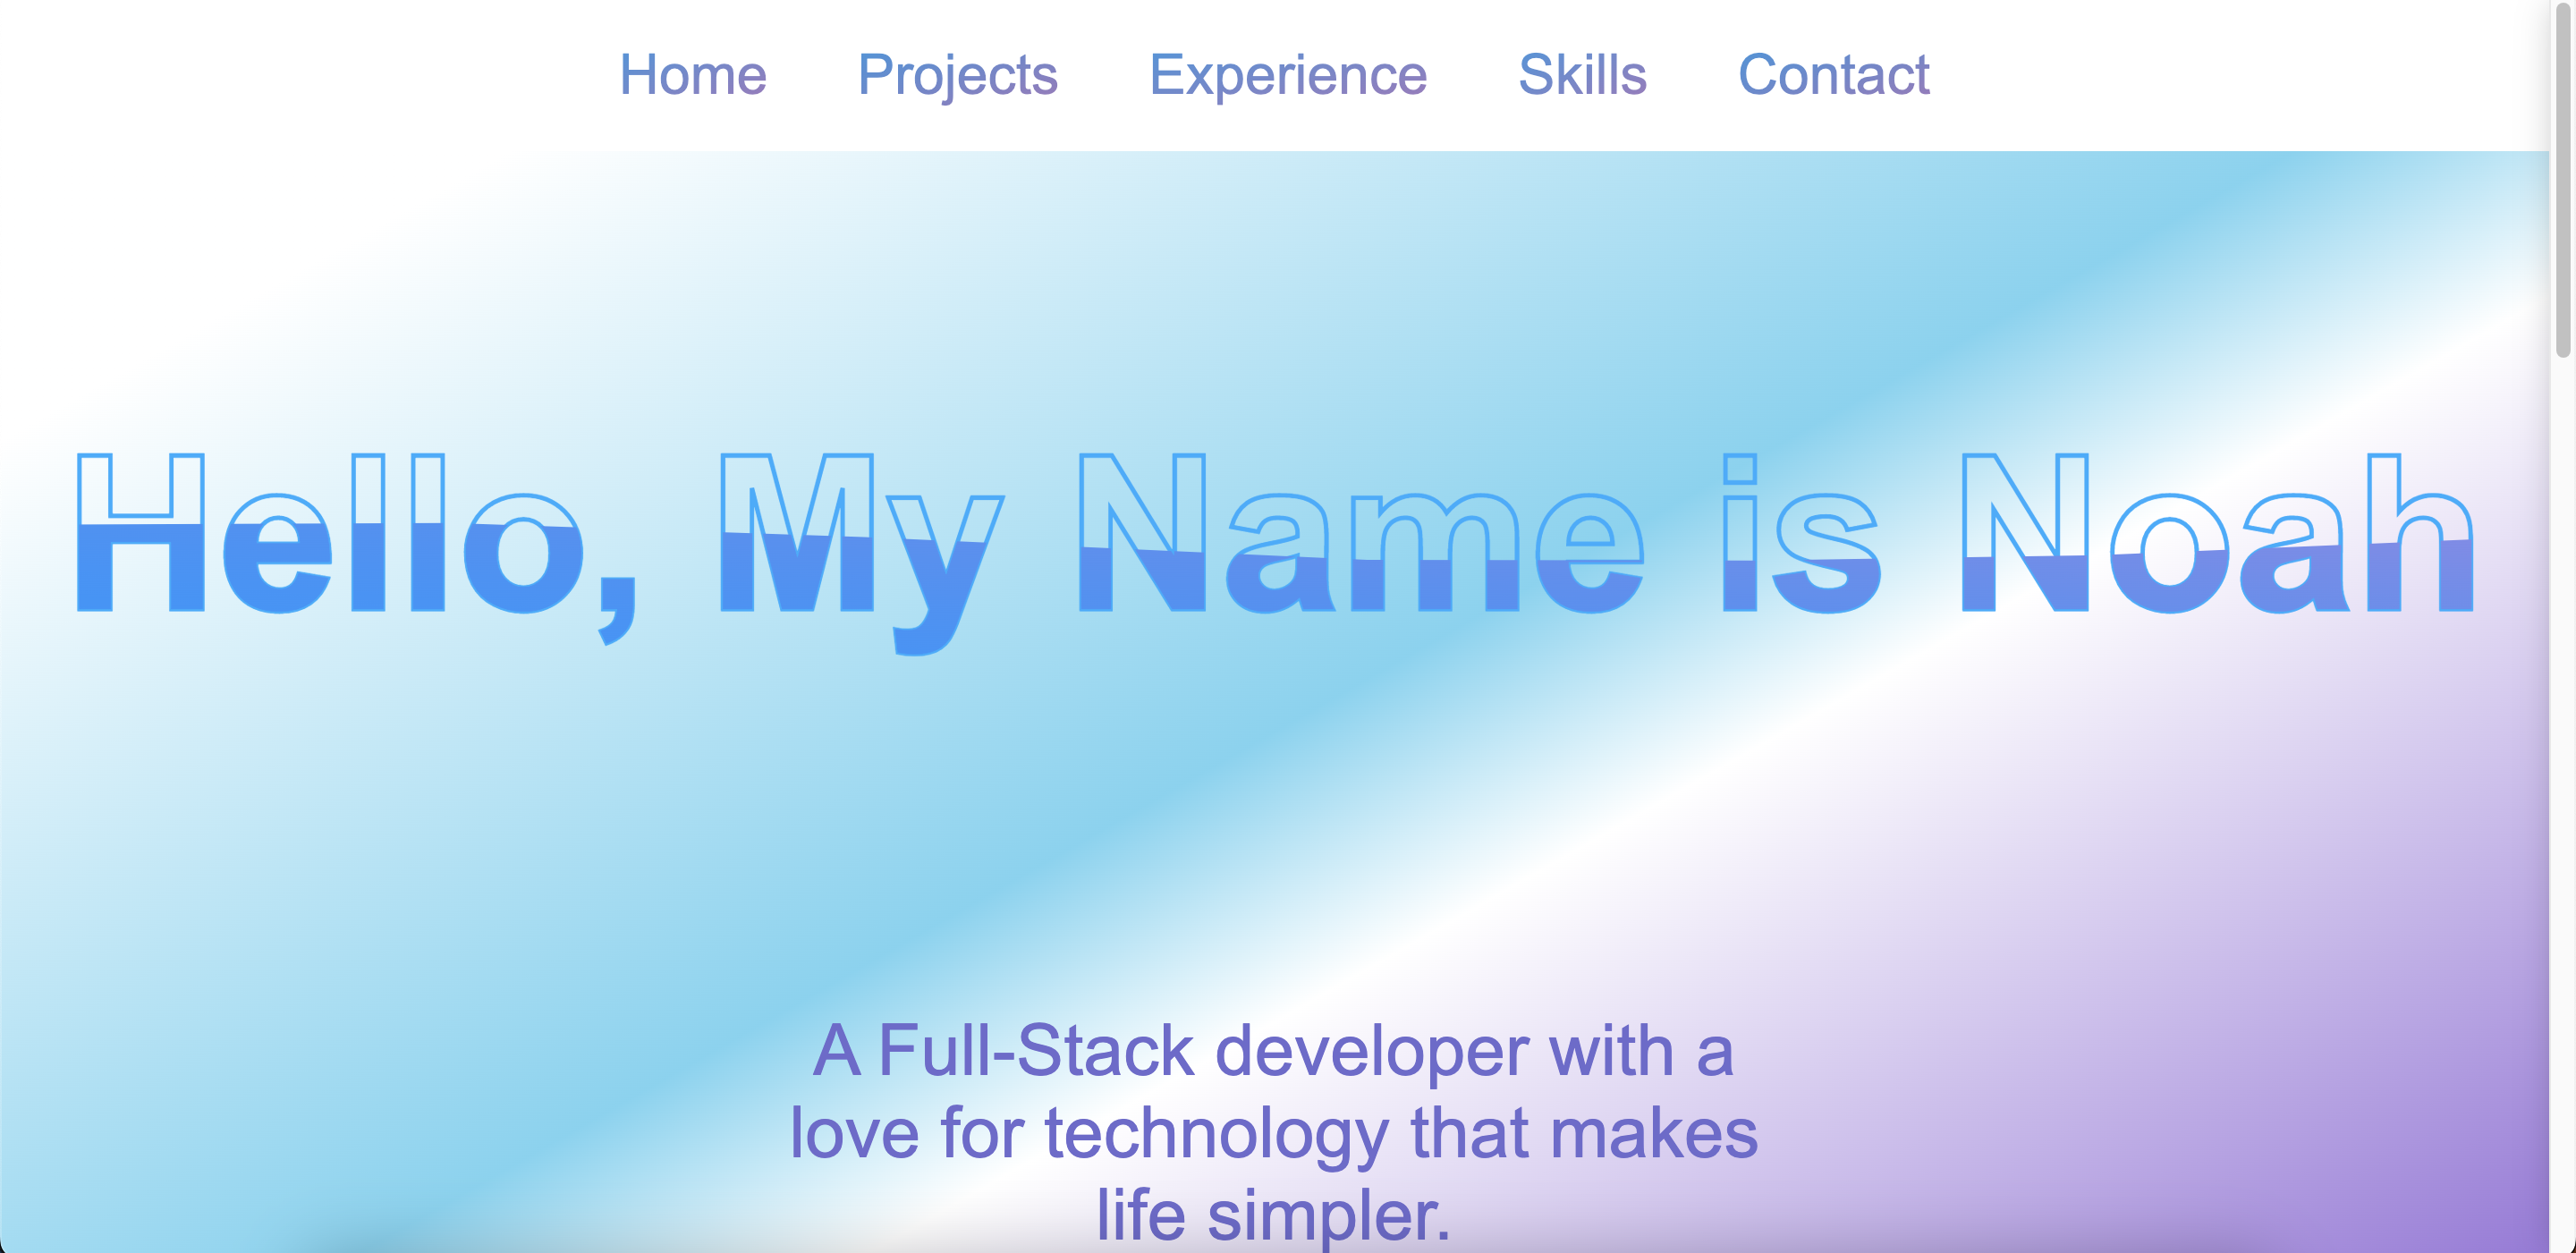 Home Projects Experience Skills Contact
Hello, My Name is Noah
A Full-Stack developer with a
love for technology that makes
life simpler.